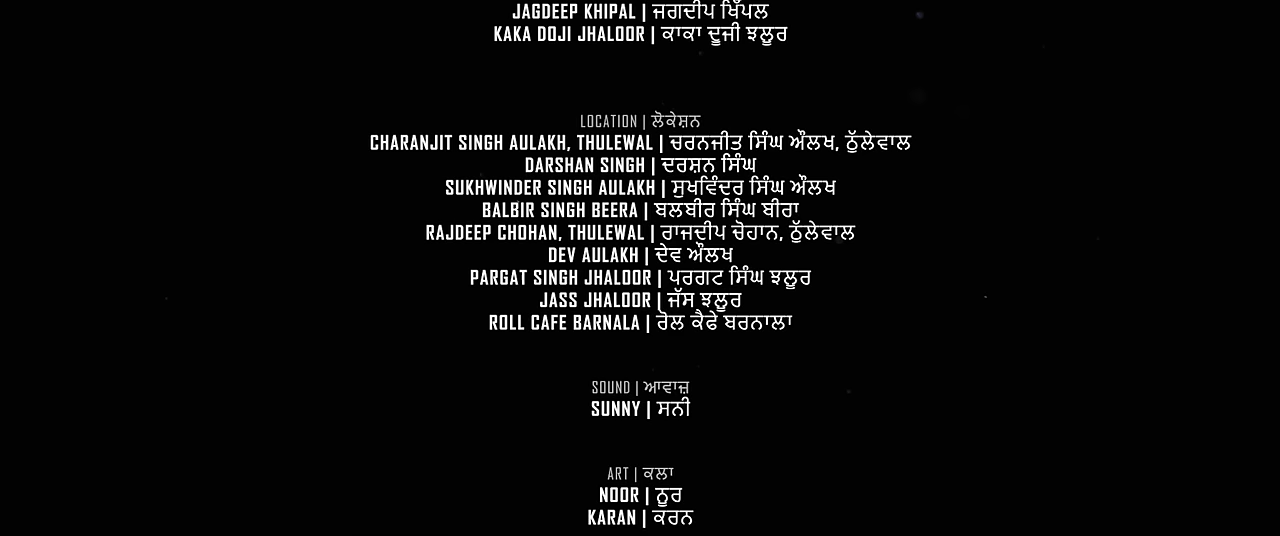 JAGDEEP KHIPAL | ਜਗਦੀਪ ਖਿੱਪਲ
KAKA DOJI JHALOOR | ਕਾਕਾ ਦੂਜੀ ਝਲੂਰ
LOCATION | ਲੋਕੇਸ਼ਨ
CHARANJIT SINGH AULAKH, THULEWAL | ਚਰਨਜੀਤ ਸਿੰਘ ਔਲਖ, ਠੁੱਲੇਵਾਲ
DARSHAN SINGH | ਦਰਸ਼ਨ ਸਿੰਘ
SUKHWINDER SINGH AULAKH | ਸੁਖਵਿੰਦਰ ਸਿੰਘ ਔਲਖ
BALBIR SINGH BEERA | ਬਲਬੀਰ ਸਿੰਘ ਬੀਰਾ
RAJDEEP CHOHAN, THULEWAL | ਰਾਜਦੀਪ ਚੋਹਾਨ, ਠੁੱਲੇਵਾਲ
DEV AULAKH | ਦੇਵ ਔਲਖ
PARGAT SINGH JHALOOR | ਪਰਗਟ ਸਿੰਘ ਝਲੂਰ
JASS JHALOOR | ਜੱਸ ਝਲੂਰ
ROLL CAFE BARNALA | ਰੋਲ ਕੈਫੇ ਬਰਨਾਲਾ
SOUND | ਆਵਾਜ਼
SUNNY | ਸਨੀ
ART | ਕਲਾ
NOOR | ਨੂਰ
KARAN | ਕਰਨ